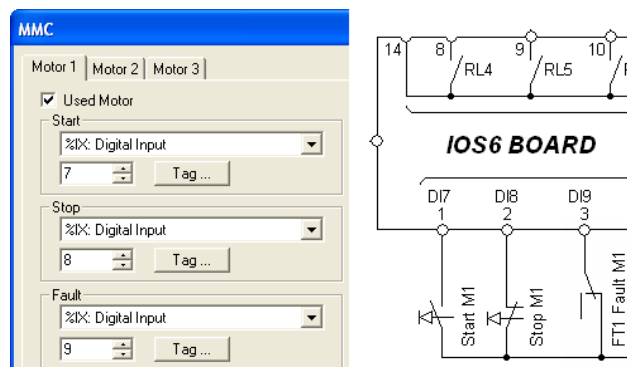 MMC
Motor 1 Motor 2 Motor 3
Used Motor
Start
%IX: Digital Input
7 Tag ...
Stop
%IX: Digital Input
8 Tag ...
Fault
%IX: Digital Input
9 Tag ...
14 8 9 10
RL4 RL5
IOS6 BOARD
DI7 DI8 DI9
1 2 3
Start M1
Stop M1
FT1 Fault M1